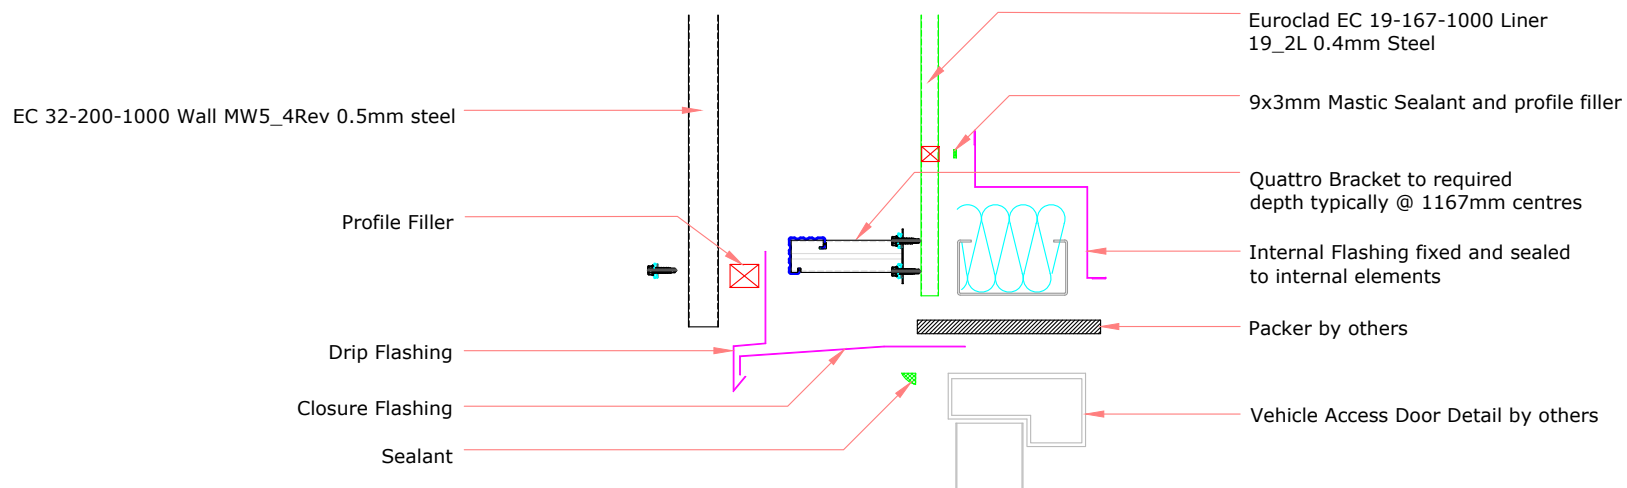 EC 32-200-1000 Wall MW5_4Rev 0.5mm steel
Profile Filler
Drip Flashing
Closure Flashing
Sealant
Euroclad EC 19-167-1000 Liner
19_2L 0.4mm Steel
9x3mm Mastic Sealant and profile filler
Quattro Bracket to required
depth typically @ 1167mm centres
Internal Flashing fixed and sealed
to internal elements
Packer by others
Vehicle Access Door Detail by others